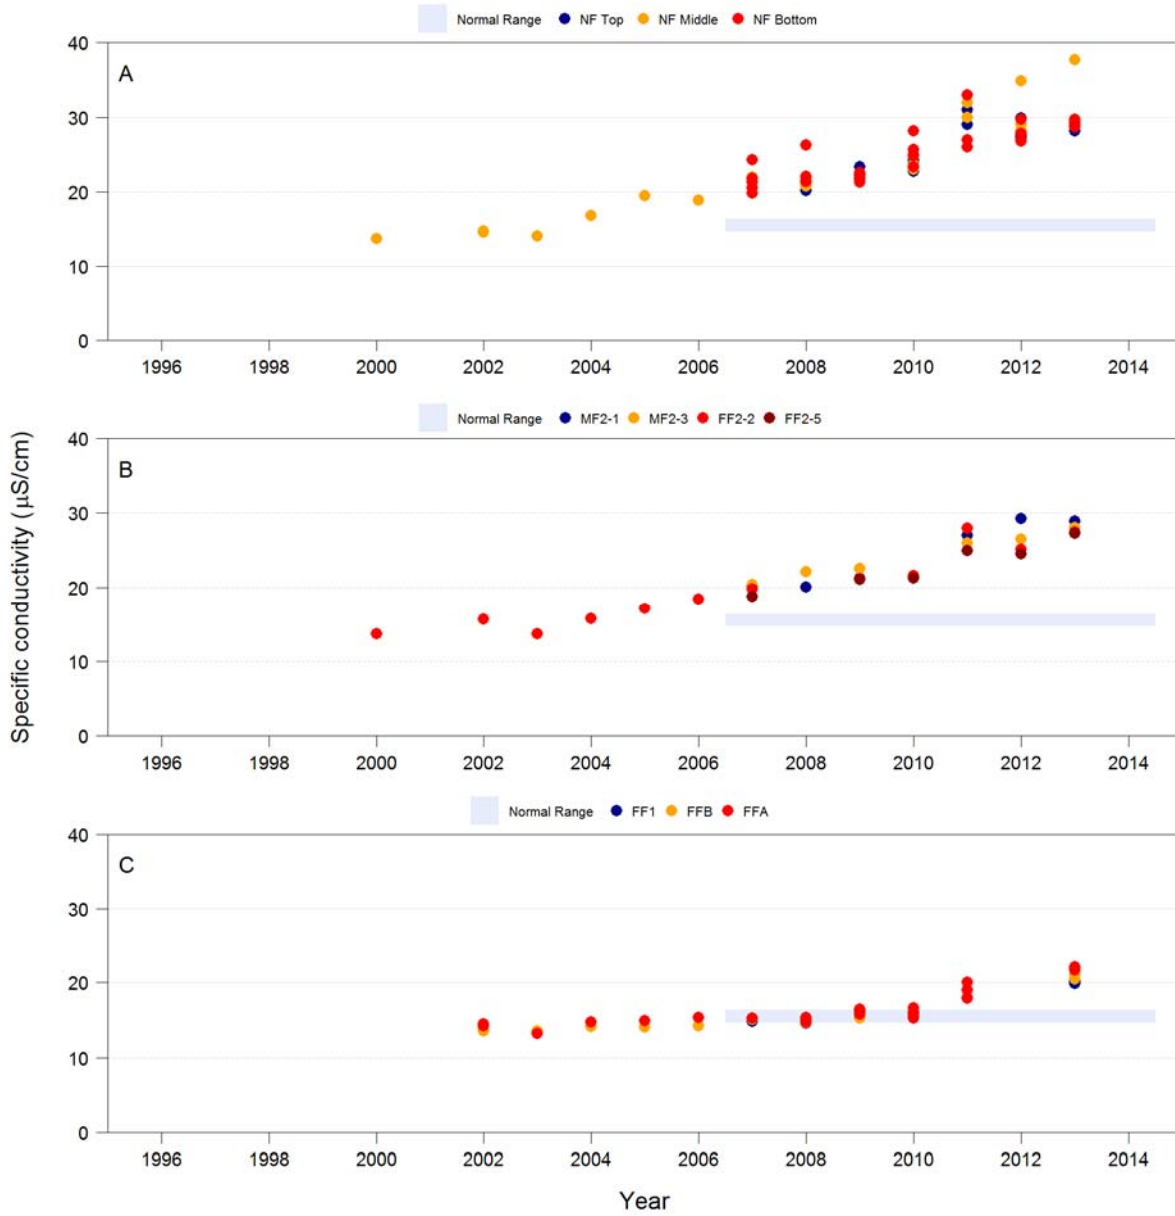 Normal Range NF Top NF Middle NF Bottom
A
40
30
20
10
0
1996 1998 2000 2002 2004 2006 2008 2010 2012 2014
Normal Range MF2-1 MF2-3 FF2-2 FF2-5
B
40
30
20
10
0
1996 1998 2000 2002 2004 2006 2008 2010 2012 2014
Specific conductivity (μS/cm)
Normal Range FF1 FFB FFA
C
40
30
20
10
0
1996 1998 2000 2002 2004 2006 2008 2010 2012 2014
Year